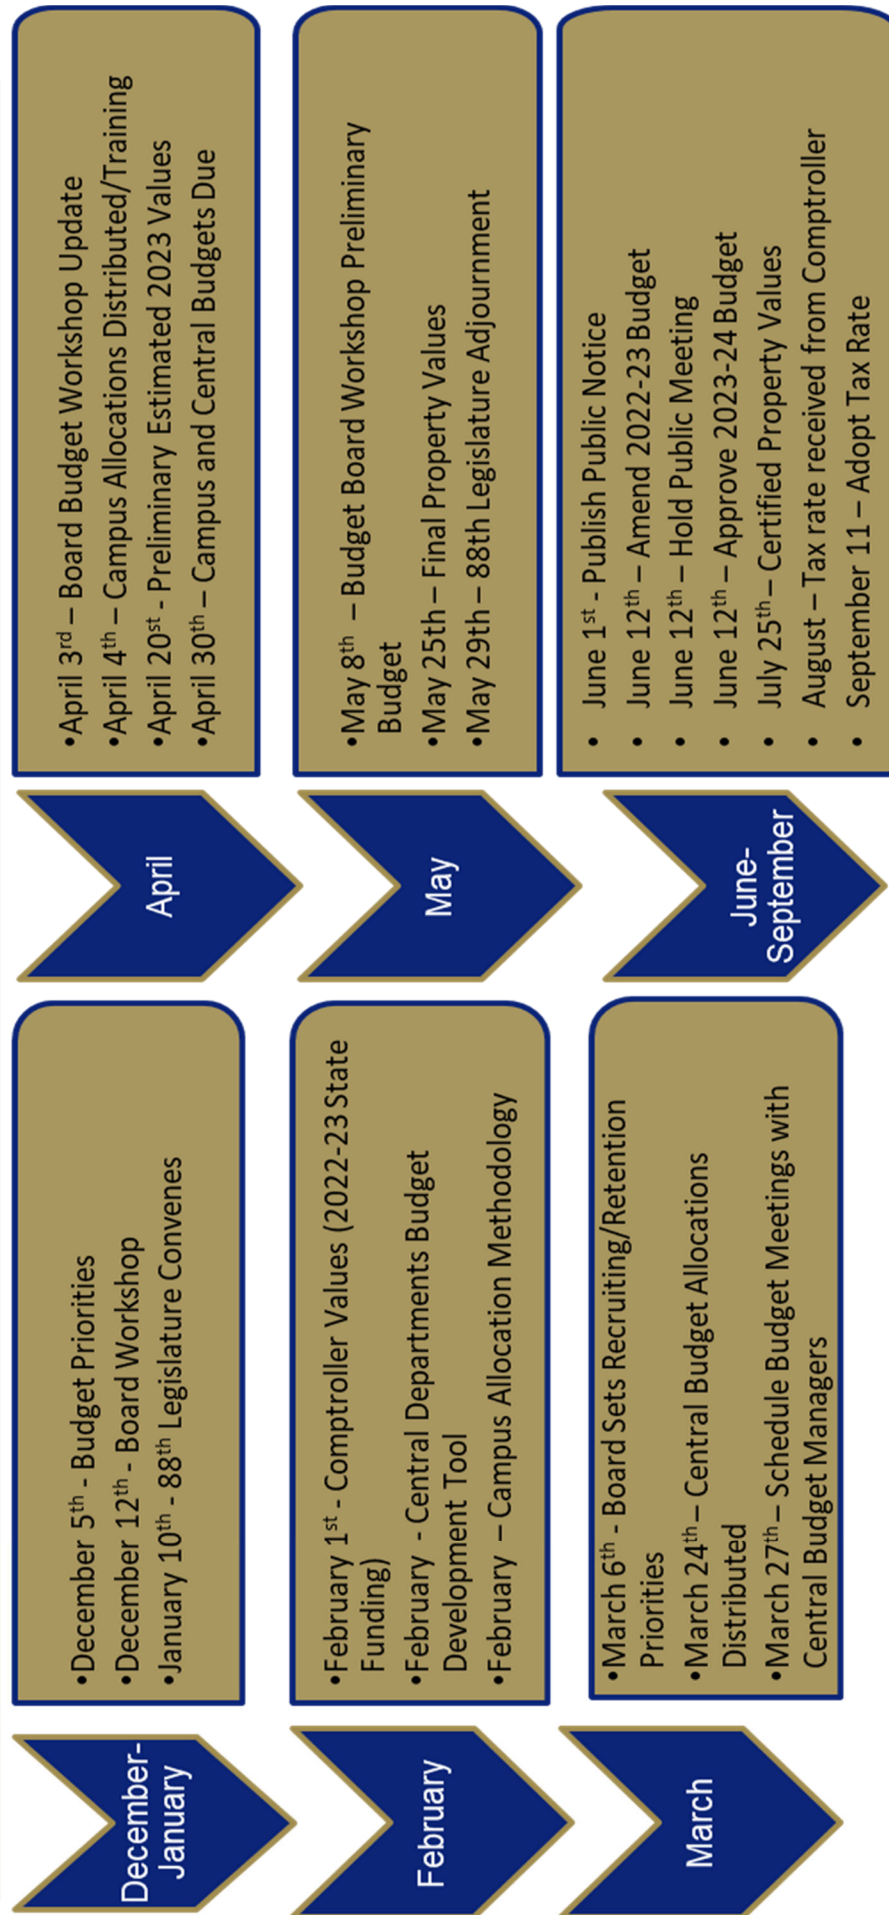 December-
January
•December 5th - Budget Priorities
•December 12th - Board Workshop
•January 10th - 88th Legislature Convenes
February
•February 1st - Comptroller Values (2022-23 State
Funding)
•February - Central Departments Budget
Development Tool
•February – Campus Allocation Methodology
March
•March 6th - Board Sets Recruiting/Retention
Priorities
•March 24th – Central Budget Allocations
Distributed
•March 27th – Schedule Budget Meetings with
Central Budget Managers
April
•April 3rd – Board Budget Workshop Update
•April 4th – Campus Allocations Distributed/Training
•April 20st - Preliminary Estimated 2023 Values
•April 30th – Campus and Central Budgets Due
May
•May 8th – Budget Board Workshop Preliminary
Budget
•May 25th – Final Property Values
•May 29th – 88th Legislature Adjournment
June-
September
• June 1st - Publish Public Notice
• June 12th – Amend 2022-23 Budget
• June 12th – Hold Public Meeting
• June 12th – Approve 2023-24 Budget
• July 25th – Certified Property Values
• August – Tax rate received from Comptroller
• September 11 – Adopt Tax Rate